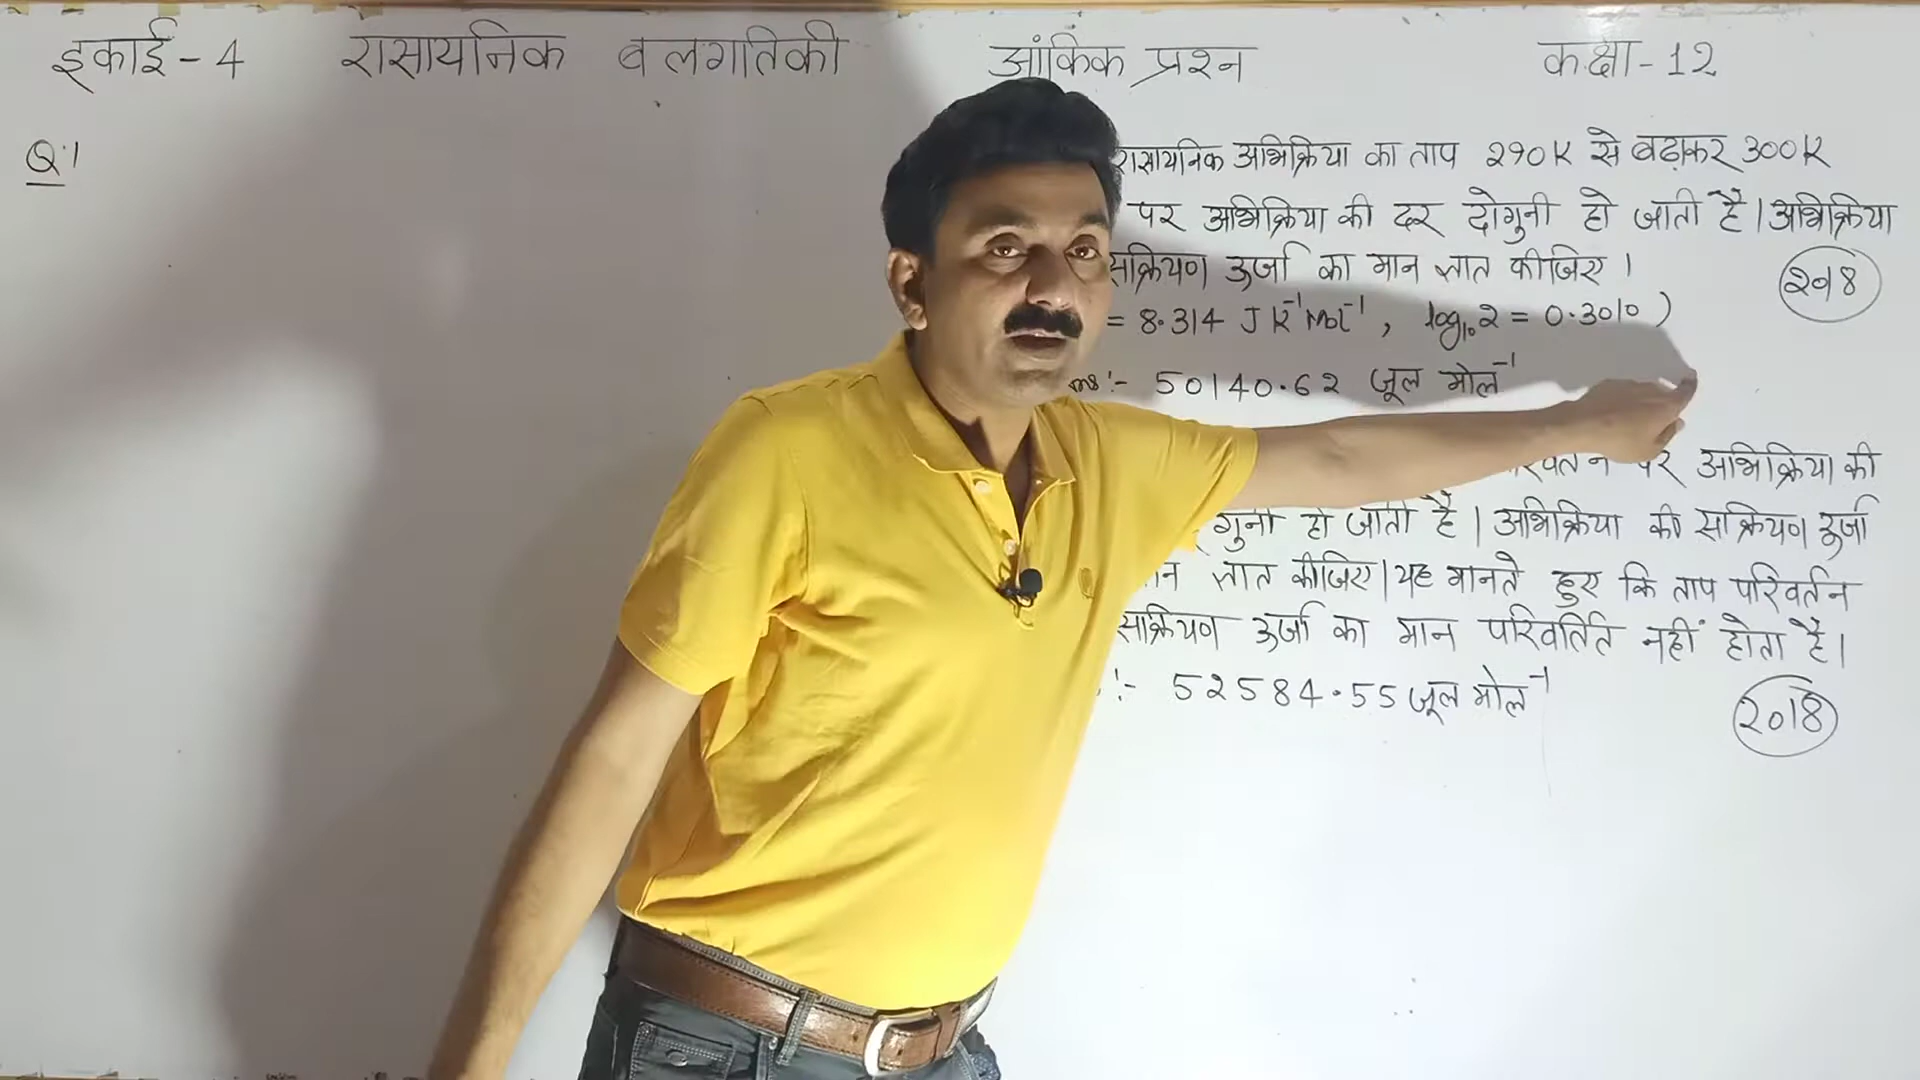 इकाई - 4 रासायनिक बलगतिकी आंकिक प्रश्न कक्षा - 12
Q.1
रासायनिक अभिक्रिया का ताप 290K से बढ़ाकर 300K
पर अभिक्रिया की दर दोगुनी हो जाती है। अभिक्रिया
सक्रियण ऊर्जा का मान ज्ञात कीजिए।
2018
= 8.314 J K⁻¹ mol⁻¹, log₁₀2 = 0.3010)
:- 50140.62 जूल मोल⁻¹
पर अभिक्रिया की
गुनी हो जाती है। अभिक्रिया की सक्रियण ऊर्जा
ज्ञात कीजिए। यह मानते हुए कि ताप परिवर्तन
सक्रियण ऊर्जा का मान परिवर्तित नहीं होता है।
:- 52584.55 जूल मोल⁻¹
2018